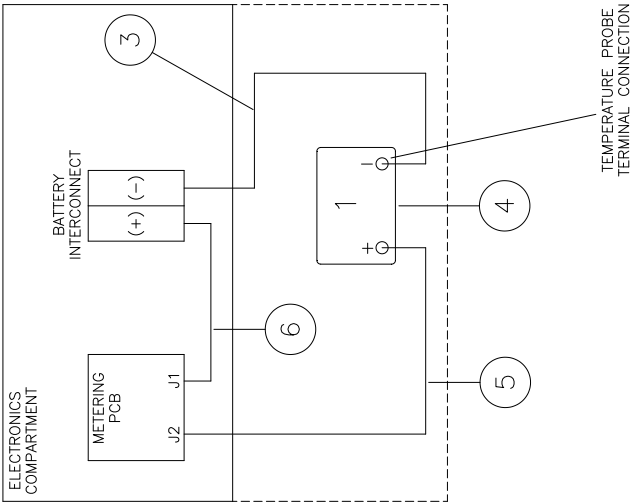 ELECTRONICS
COMPARTMENT
METERING
PCB
J2 J1
BATTERY
INTERCONNECT
(+) (-)
3
6
1
+ -
5
4
TEMPERATURE PROBE
TERMINAL CONNECTION